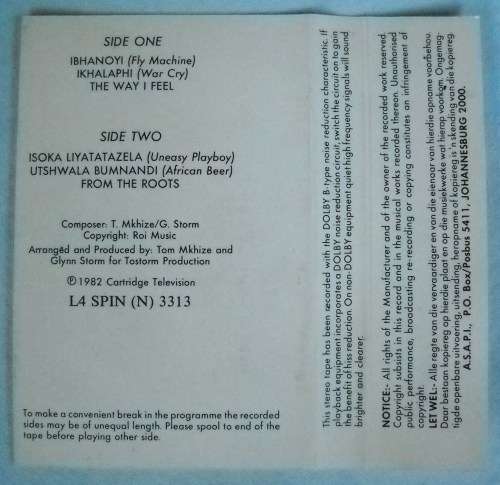 SIDE ONE
IBHANOYI (Fly Machine)
IKHALAPHI (War Cry)
THE WAY I FEEL
SIDE TWO
ISOKA LIYATATAZELA (Uneasy Playboy)
UTSHWALA BUMNANDI (African Beer)
FROM THE ROOTS
Composer: T. Mkhize/G. Storm
Copyright: Roi Music
Arranged and Produced by: Tom Mkhize and
Glynn Storm for Tostorm Production
℗ 1982 Cartridge Television
L4 SPIN (N) 3313
To make a convenient break in the programme the recorded
sides may be of unequal length. Please spool to end of the
tape before playing other side.
This stereo tape has been recorded with the DOLBY B-type noise reduction characteristic. If
playback equipment incorporates a DOLBY noise reduction circuit, switch the circuit on to gain
the benefit of hiss reduction. On non-DOLBY equipment quiet high frequency signals will sound
brighter and clearer.
NOTICE:- All rights of the Manufacturer and of the owner of the recorded work reserved
Copyright subsists in this record and in the musical works recorded thereon. Unauthorised
public performance, broadcasting re-recording or copying constitutes an infringement of
copyright.
LET WEL:- Alle regte van die vervaardiger en van die eienaar van hierdie opname voorbehou.
Daar bestaan kopiereg op hierdie plaat en op die musiekwerke wat hierop voorkom. Ongemag
tigde openbare uitvoering, uitsending, heropname of kopiereg is 'n skending van die kopiereg
A.S.A.P.I., P.O. Box/Posbus 5411, JOHANNESBURG 2000.